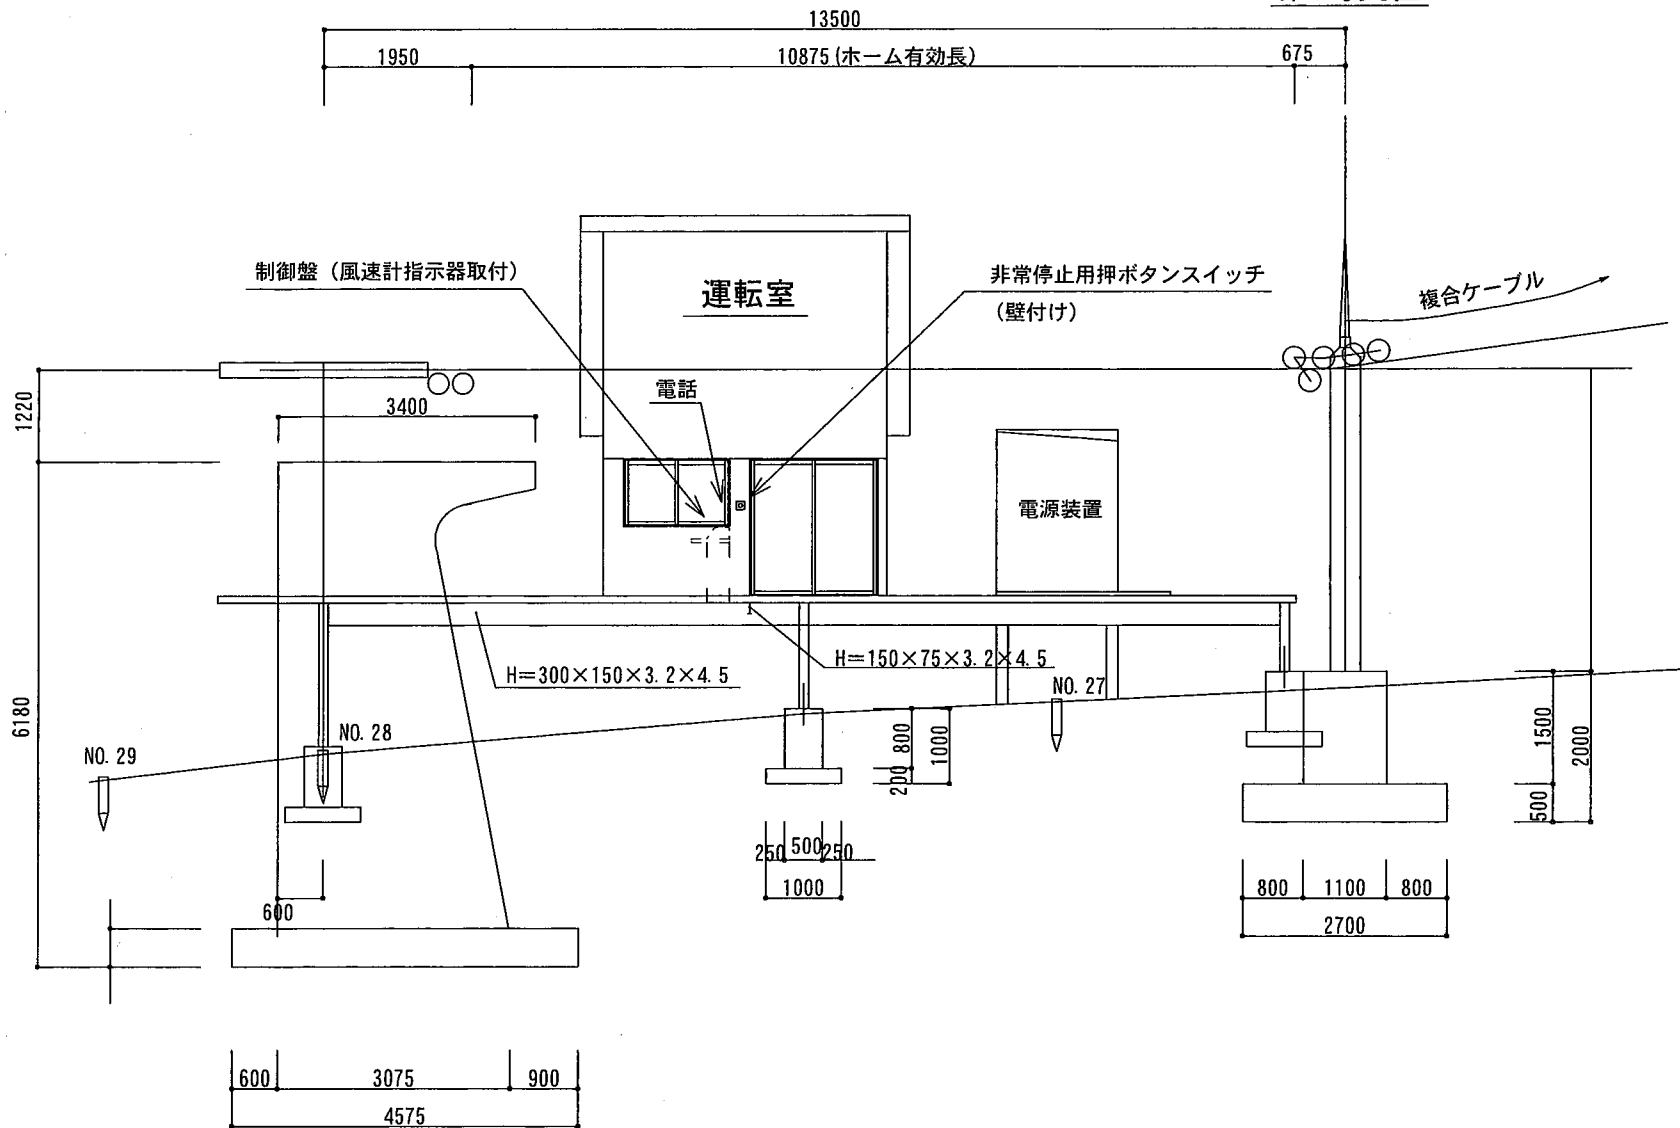 13500
1950
10875(ホーム有効長)
675
制御盤（風速計指示器取付）
運転室
非常停止用押ボタンスイッチ
（壁付け）
複合ケーブル
電話
1220
3400
電源装置
H=150×75×3.2×4.5
H=300×150×3.2×4.5
NO. 27
NO. 28
NO. 29
6180
800
200
1000
1500
500
2000
250
500
250
1000
600
800
1100
800
2700
600
3075
900
4575